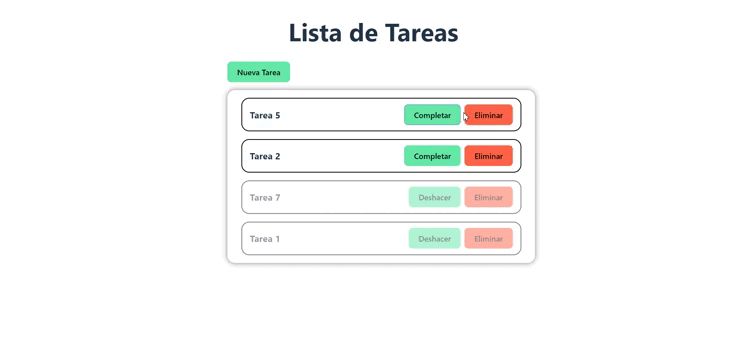 Lista de Tareas
Nueva Tarea
Tarea 5 Completar Eliminar
Tarea 2 Completar Eliminar
Tarea 7 Deshacer Eliminar
Tarea 1 Deshacer Eliminar